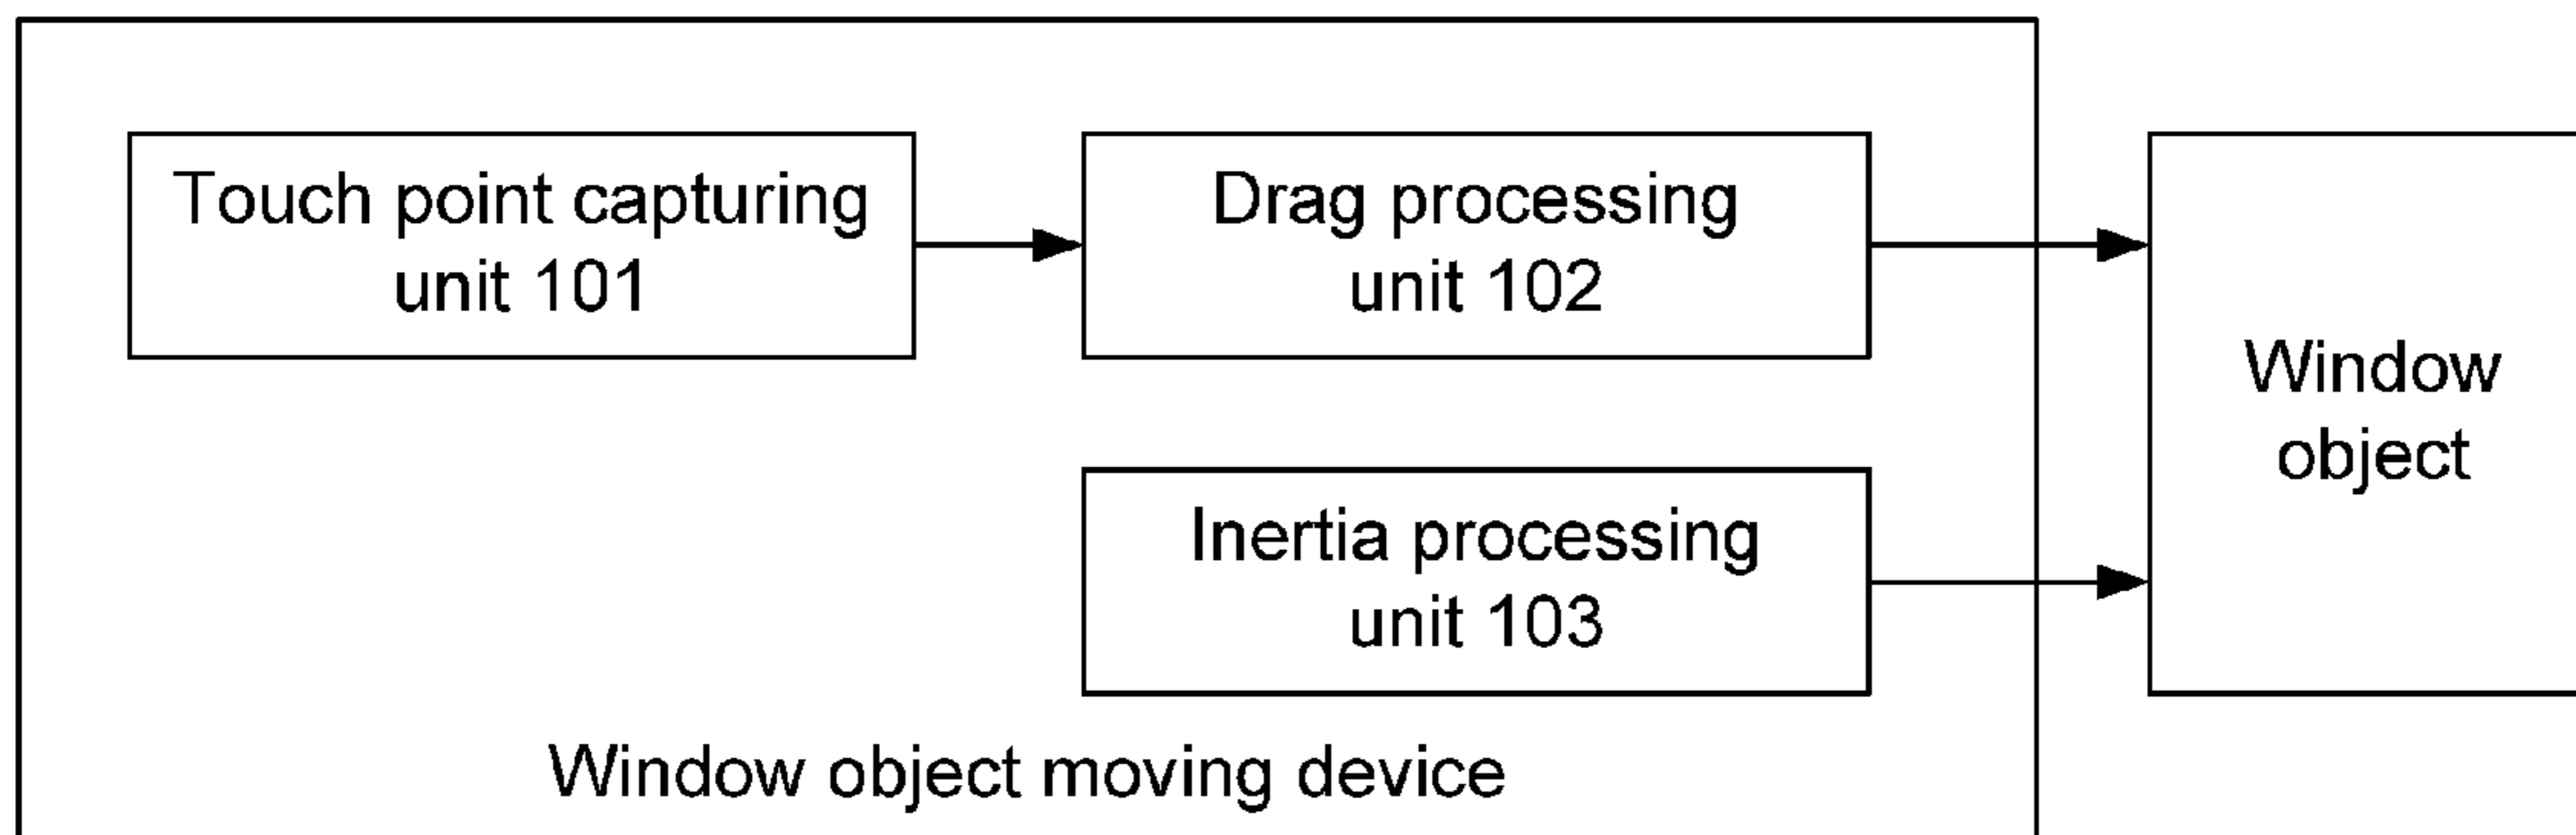 Touch point capturing
unit 101
Drag processing
unit 102
Window
object
Inertia processing
unit 103
Window object moving device